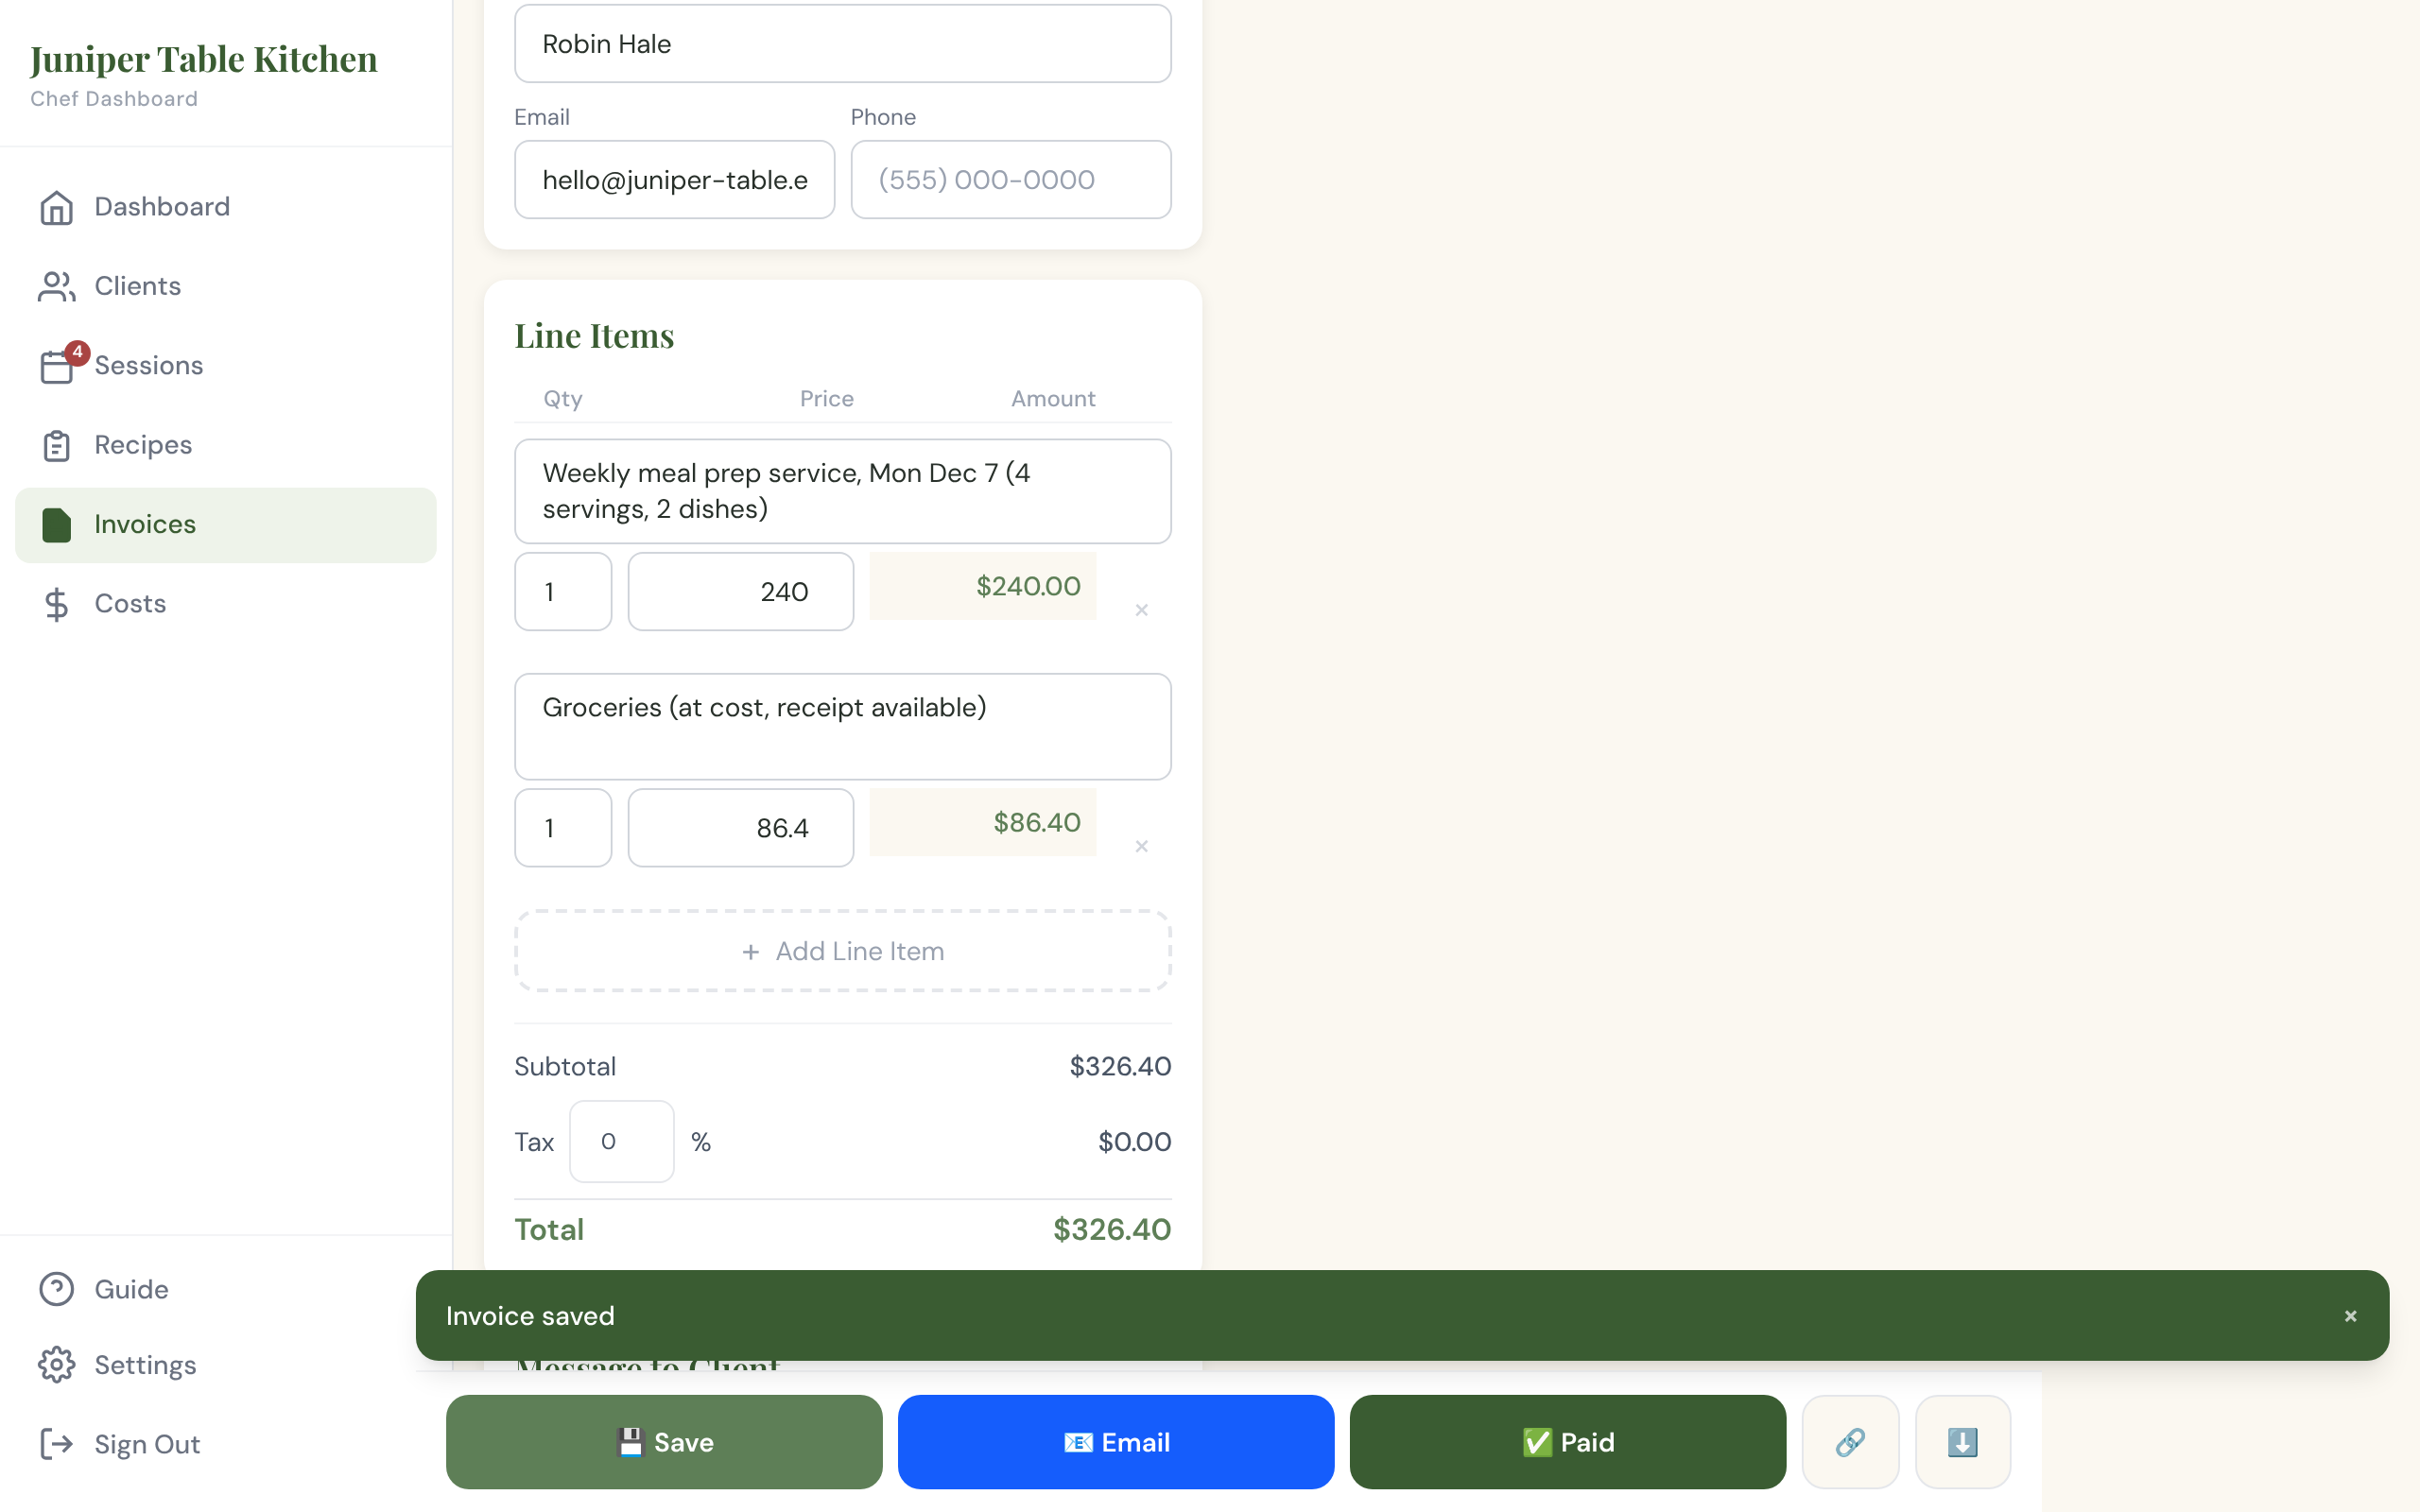 Juniper Table Kitchen
Chef Dashboard
Dashboard
Clients
4
Sessions
Recipes
Invoices
Costs
Guide
Settings
Sign Out
Robin Hale
Email
Phone
hello@juniper-table.e
(555) 000-0000
Line Items
Qty
Price
Amount
Weekly meal prep service, Mon Dec 7 (4
servings, 2 dishes)
1
240
$240.00
×
Groceries (at cost, receipt available)
1
86.4
$86.40
×
+ Add Line Item
Subtotal
$326.40
Tax
0
%
$0.00
Total
$326.40
Invoice saved
×
Message to Client
Save
Email
Paid